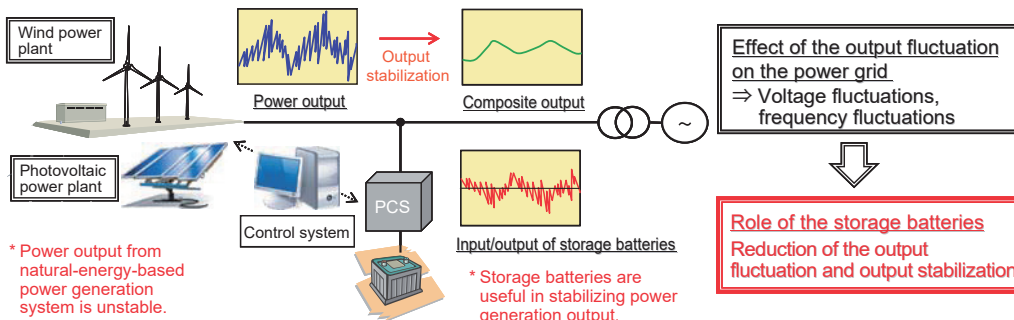 Wind power
plant
Power output
Output
stabilization
Composite output
~
Effect of the output fluctuation
on the power grid
⇒ Voltage fluctuations,
frequency fluctuations
Photovoltaic
power plant
Control system
PCS
Input/output of storage batteries
* Power output from
natural-energy-based
power generation
system is unstable.
* Storage batteries are
useful in stabilizing power
generation output.
Role of the storage batteries
Reduction of the output
fluctuation and output stabilization